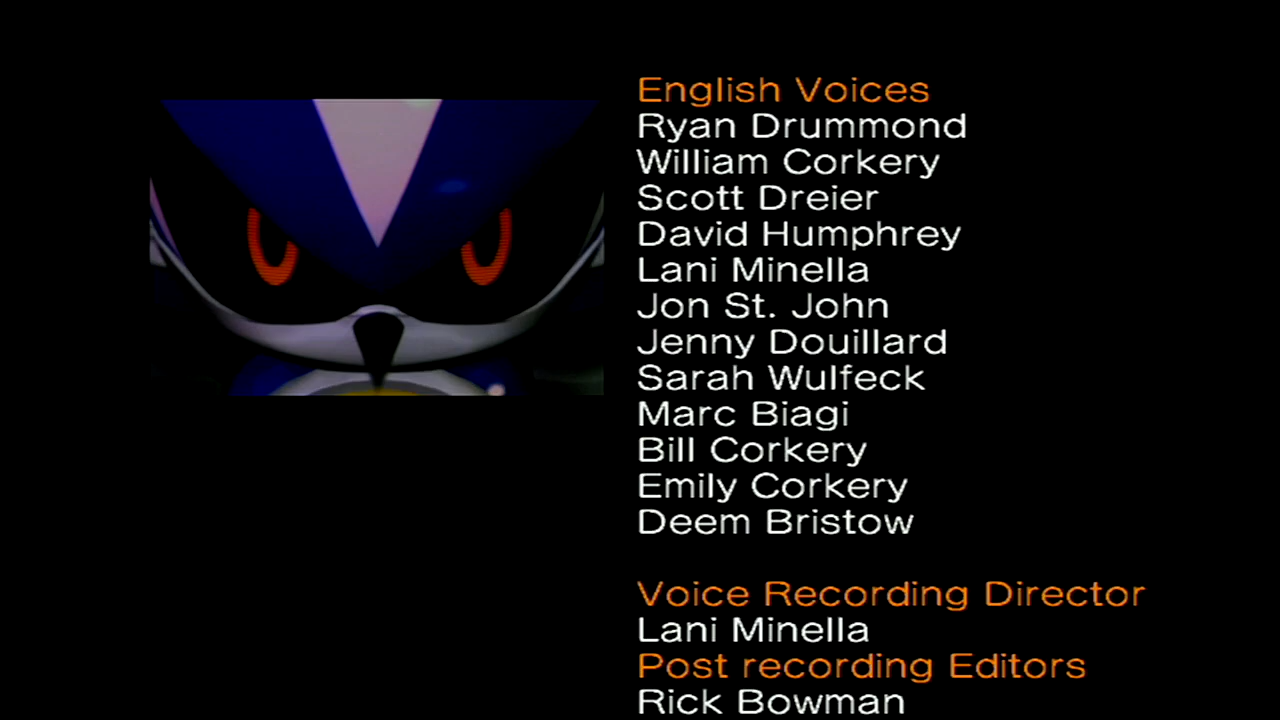 English Voices
Ryan Drummond
William Corkery
Scott Dreier
David Humphrey
Lani Minella
Jon St. John
Jenny Douillard
Sarah Wulfeck
Marc Biagi
Bill Corkery
Emily Corkery
Deem Bristow
Voice Recording Director
Lani Minella
Post recording Editors
Rick Bowman